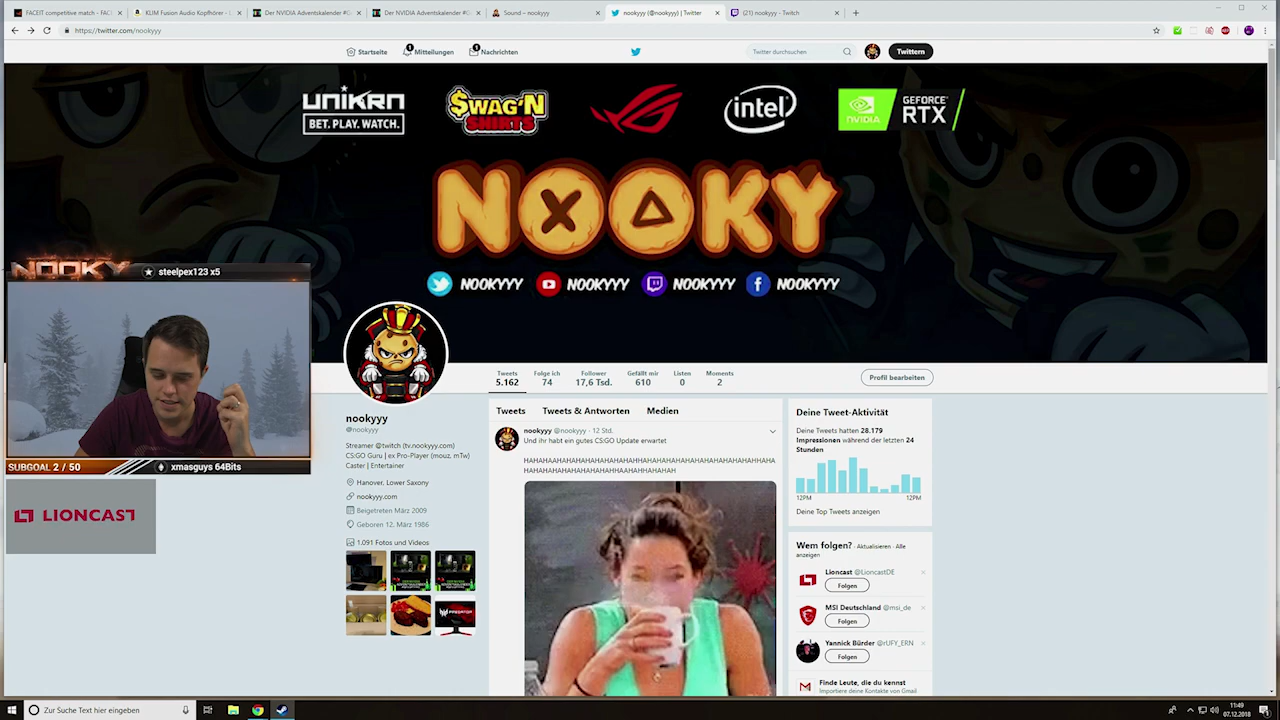 FACEIT competitive match - FAC
KLIM Fusion Audio Kopfhörer - L
Der NVIDIA Adventskalender #G
Der NVIDIA Adventskalender #G
Sound – nookyyy
nookyyy (@nookyyy) | Twitter
(21) nookyyy - Twitch
https://twitter.com/nookyyy
Startseite
1
Mitteilungen
Nachrichten
Twitter durchsuchen
Twittern
UNIKRN
BET. PLAY. WATCH.
$WAG'N
SHIRTS
intel
NVIDIA
GEFORCE
RTX
NOOKY
NOOKYYY
NOOKYYY
NOOKYYY
NOOKYYY
NOOKY
steelpex123 x5
SUBGOAL 2 / 50
xmasguys 64Bits
LIONCAST
Tweets
5.162
Folge ich
74
Follower
17,6 Tsd.
Gefällt mir
610
Listen
0
Moments
2
Profil bearbeiten
nookyyy
@nookyyy
Streamer @twitch (tv.nookyyy.com)
CS:GO Guru | ex Pro-Player (mouz, mTw)
Caster | Entertainer
Hanover, Lower Saxony
nookyyy.com
Beigetreten März 2009
Geboren 12. März 1986
1.091 Fotos und Videos
PREDATOR
Tweets
Tweets & Antworten
Medien
nookyyy @nookyyy · 12 Std.
Und ihr habt ein gutes CS:GO Update erwartet
Deine Tweet-Aktivität
Deine Tweets hatten 28.179
Impressionen während der letzten 24
Stunden
12PM
12PM
Deine Top Tweets anzeigen
Wem folgen? · Aktualisieren · Alle
anzeigen
Lioncast @LioncastDE
Folgen
MSI Deutschland @msi_de
Folgen
Yannick Bürder @rUFY_ERN
Folgen
Finde Leute, die du kennst
Importiere deine Kontakte von Gmail
Zur Suche Text hier eingeben
11:49
07.12.2018